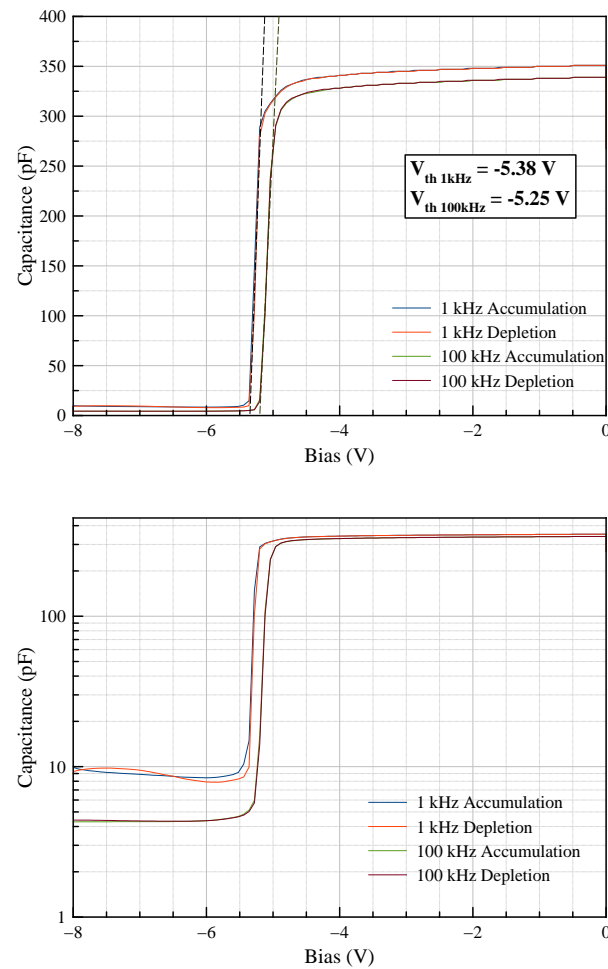 400
350
300
250
200
150
100
50
0
Capacitance (pF)
V_th 1kHz = -5.38 V
V_th 100kHz = -5.25 V
1 kHz Accumulation
1 kHz Depletion
100 kHz Accumulation
100 kHz Depletion
−8 −6 −4 −2 0
Bias (V)
100
10
1
Capacitance (pF)
1 kHz Accumulation
1 kHz Depletion
100 kHz Accumulation
100 kHz Depletion
−8 −6 −4 −2 0
Bias (V)